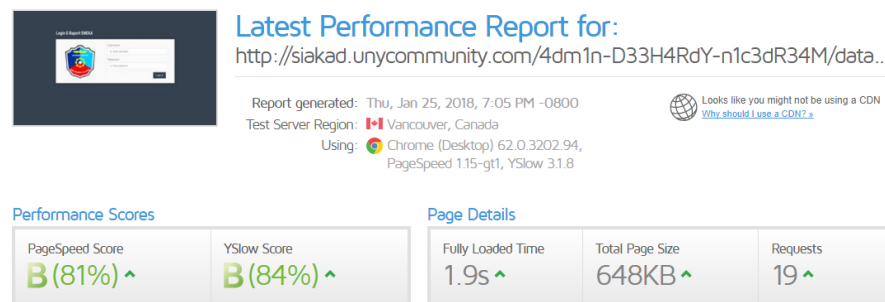 Latest Performance Report for:
http://siakad.unycommunity.com/4dm1n-D33H4RdY-n1c3dR34M/data...
Report generated: Thu, Jan 25, 2018, 7:05 PM -0800
Test Server Region: Vancouver, Canada
Using: Chrome (Desktop) 62.0.3202.94,
PageSpeed 1.15-gt1, YSlow 3.1.8
Looks like you might not be using a CDN
Why should I use a CDN? »
Performance Scores
PageSpeed Score
B (81%)
YSlow Score
B (84%)
Page Details
Fully Loaded Time
1.9s
Total Page Size
648KB
Requests
19